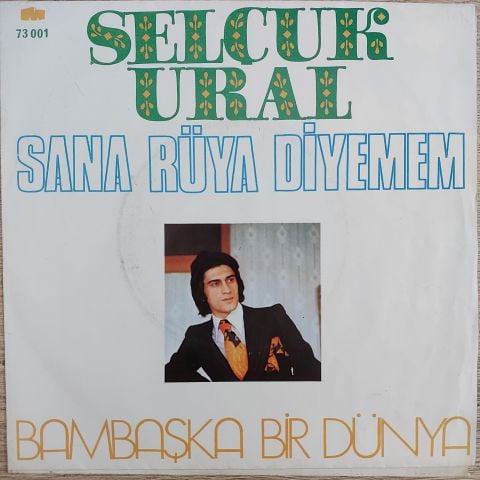 73 001
SELÇUK
URAL
SANA RÜYA DİYEMEM
BAMBAŞKA BİR DÜNYA